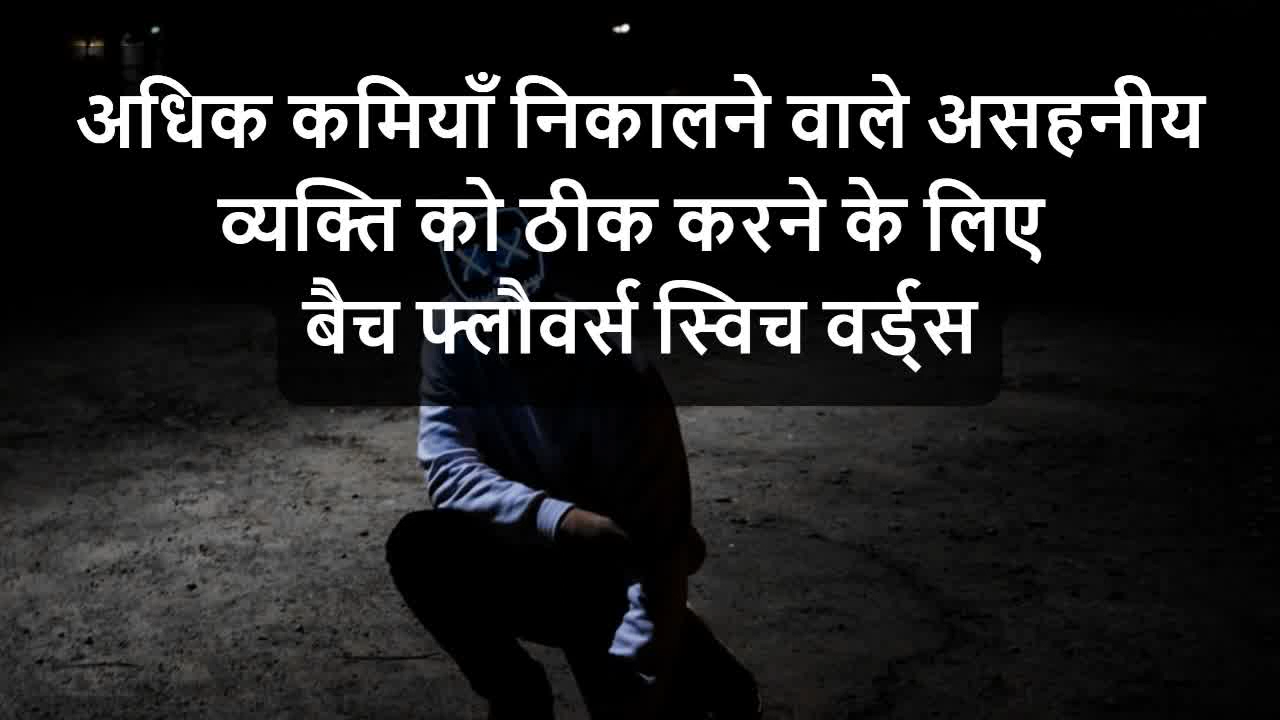 अधिक कमियाँ निकालने वाले असहनीय
व्यक्ति को ठीक करने के लिए
बैच फ्लौवर्स स्विच वर्ड्स